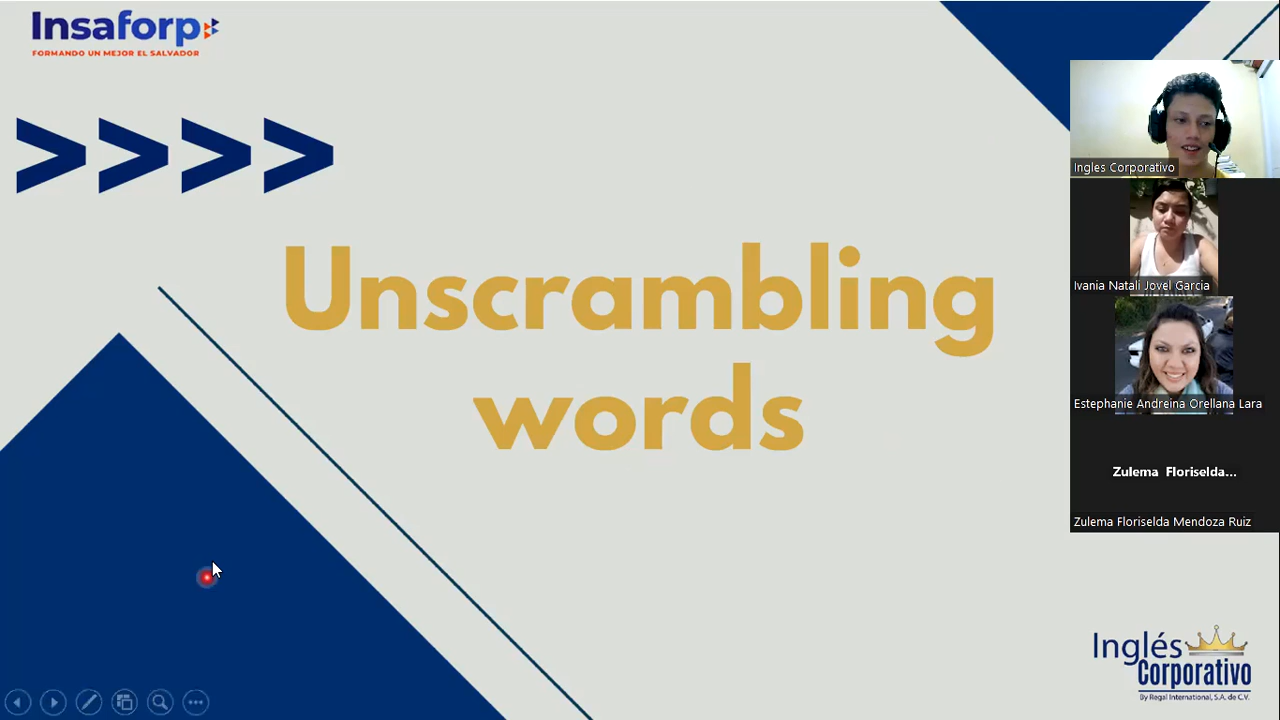 Insaforp
FORMANDO UN MEJOR EL SALVADOR
Unscrambling
words
Ingles Corporativo
Ivania Natali Jovel Garcia
Estephanie Andreina Orellana Lara
Zulema Floriselda...
Zulema Floriselda Mendoza Ruiz
Inglés
Corporativo
By Regal International, S.A. de C.V.